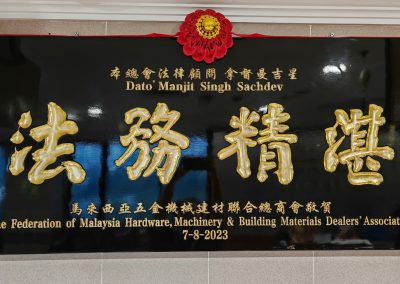 本總會法律顧問 拿督曼吉星
Dato' Manjit Singh Sachdev
法務精湛
馬來西亞五金機械建材聯合總商會敬賀
e Federation of Malaysia Hardware, Machinery & Building Materials Dealers' Associat
7-8-2023